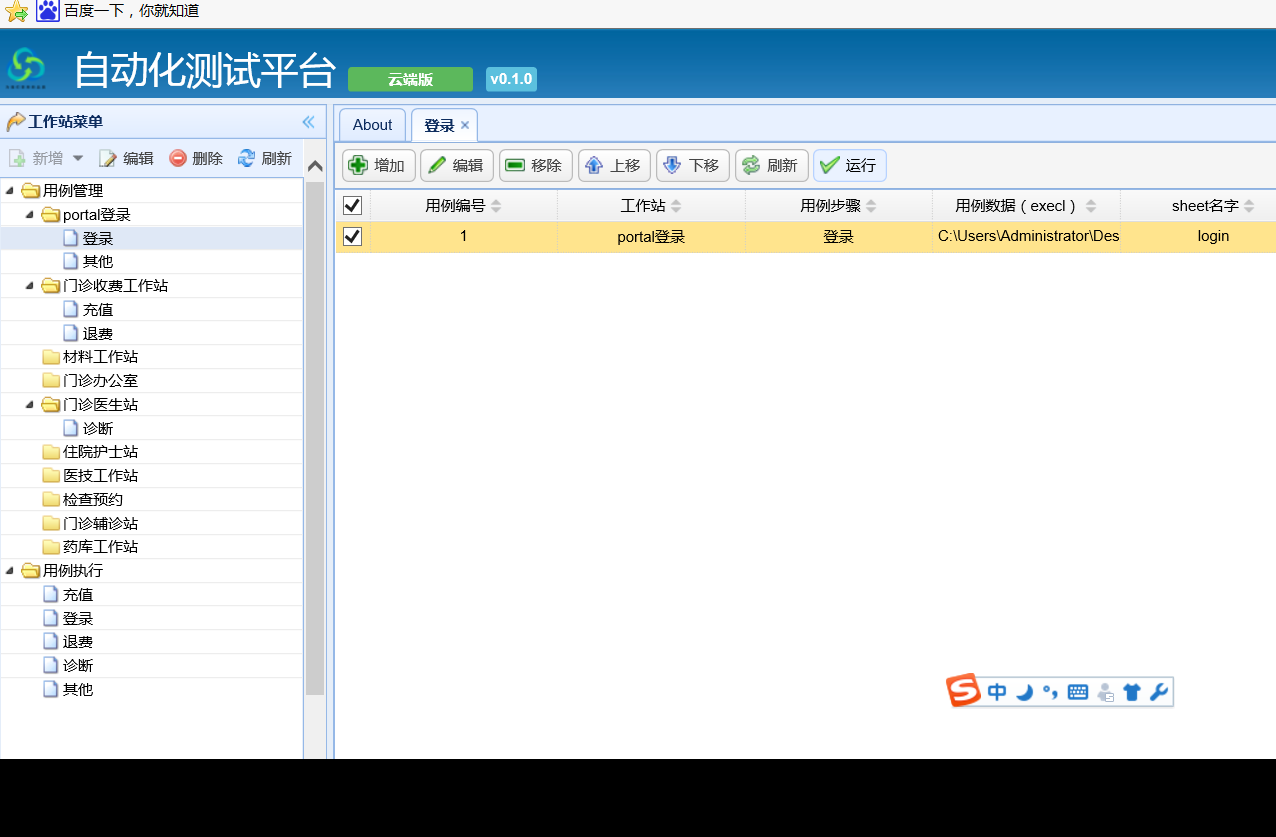 百度一下，你就知道
自动化测试平台 云端版 v0.1.0
工作站菜单
新增 编辑 删除 刷新
用例管理
portal登录
登录
其他
门诊收费工作站
充值
退费
材料工作站
门诊办公室
门诊医生站
诊断
住院护士站
医技工作站
检查预约
门诊辅诊站
药库工作站
用例执行
充值
登录
退费
诊断
其他
About 登录
增加 编辑 移除 上移 下移 刷新 运行
用例编号 工作站 用例步骤 用例数据（execl） sheet名字
1 portal登录 登录 C:\Users\Administrator\Des login
中